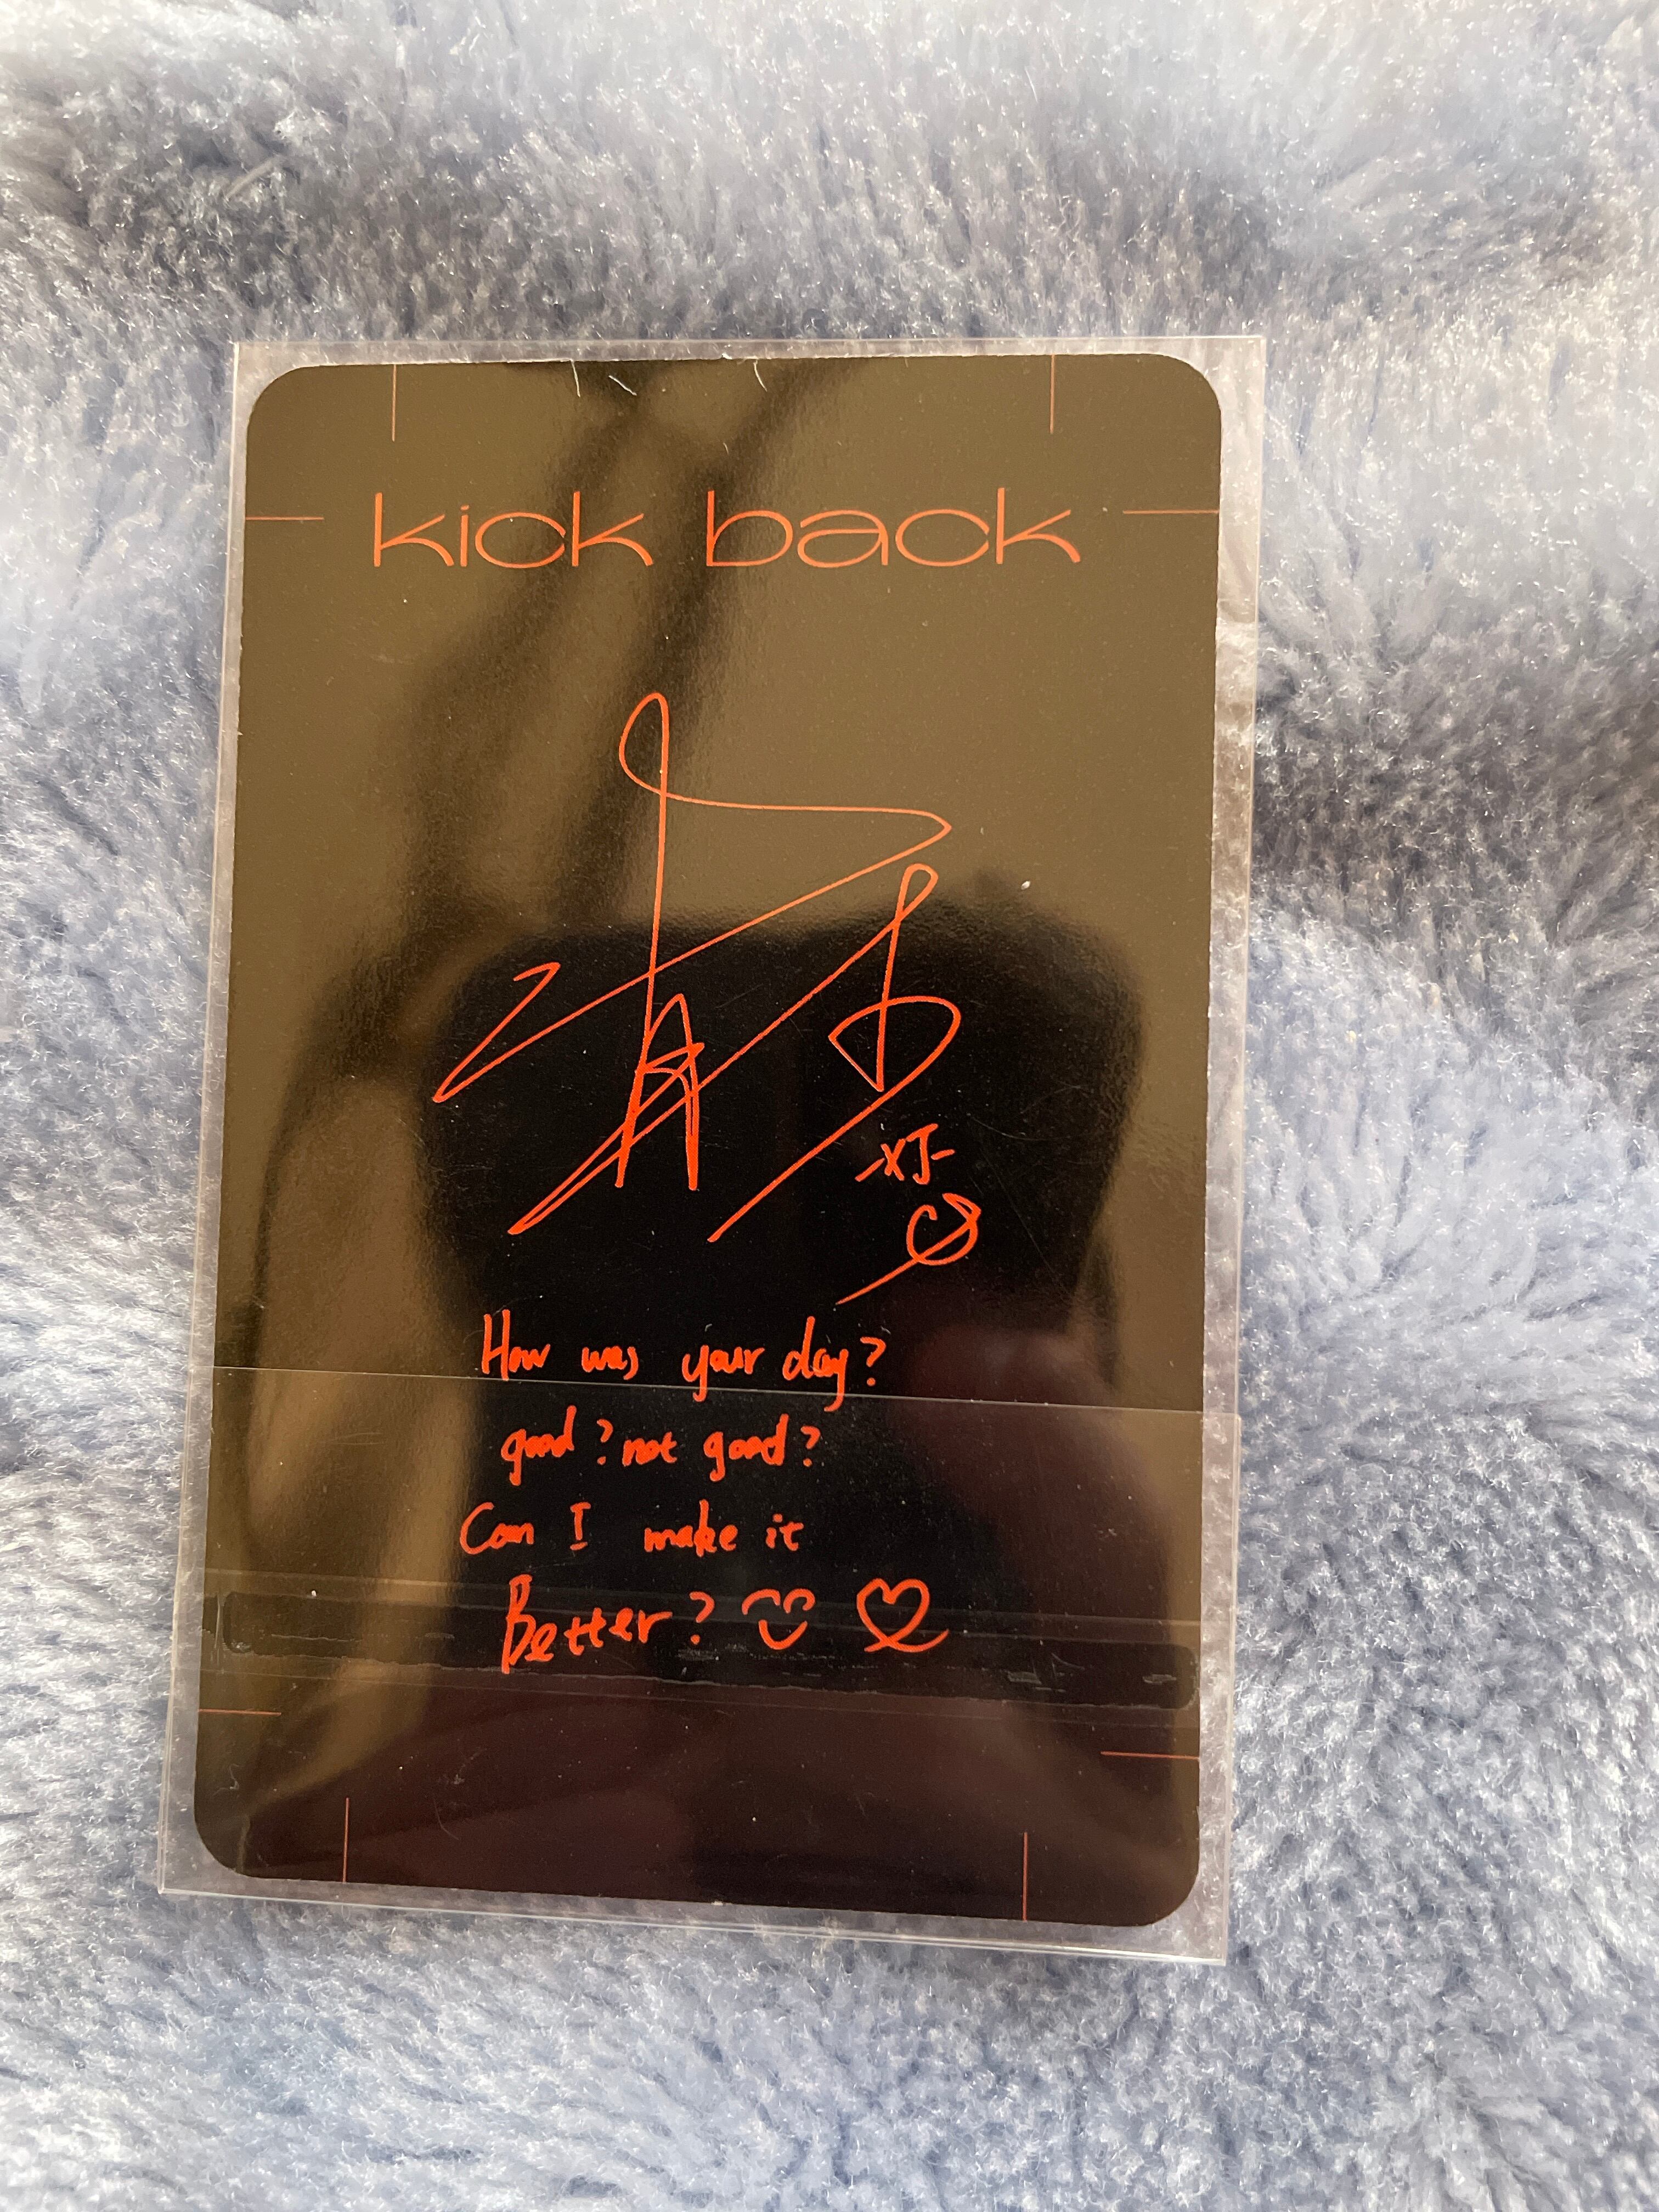 kick back
-XJ-
How was your day?
good? not good?
Can I make it
Better?